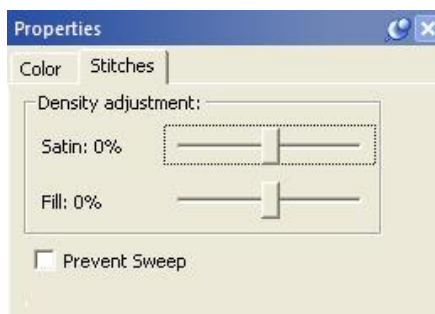 Properties
Color Stitches
Density adjustment:
Satin: 0%
Fill: 0%
Prevent Sweep